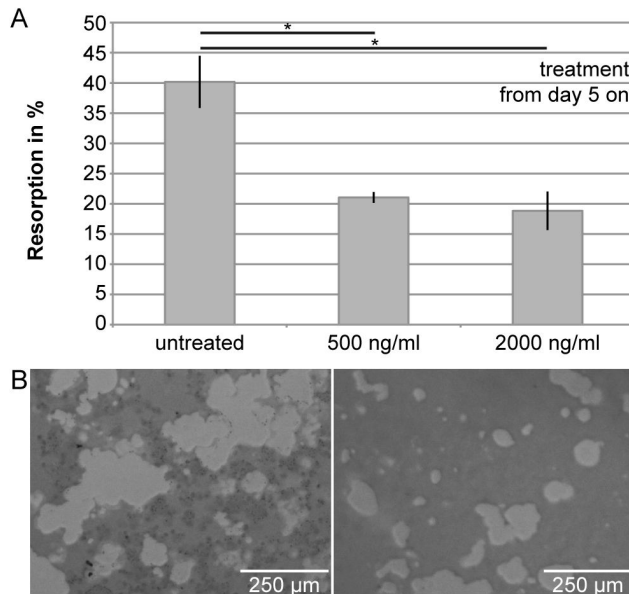 A
50
45
40
35
30
25
20
15
10
5
0
Resorption in %
*
*
treatment
from day 5 on
untreated
500 ng/ml
2000 ng/ml
B
250 µm
250 µm